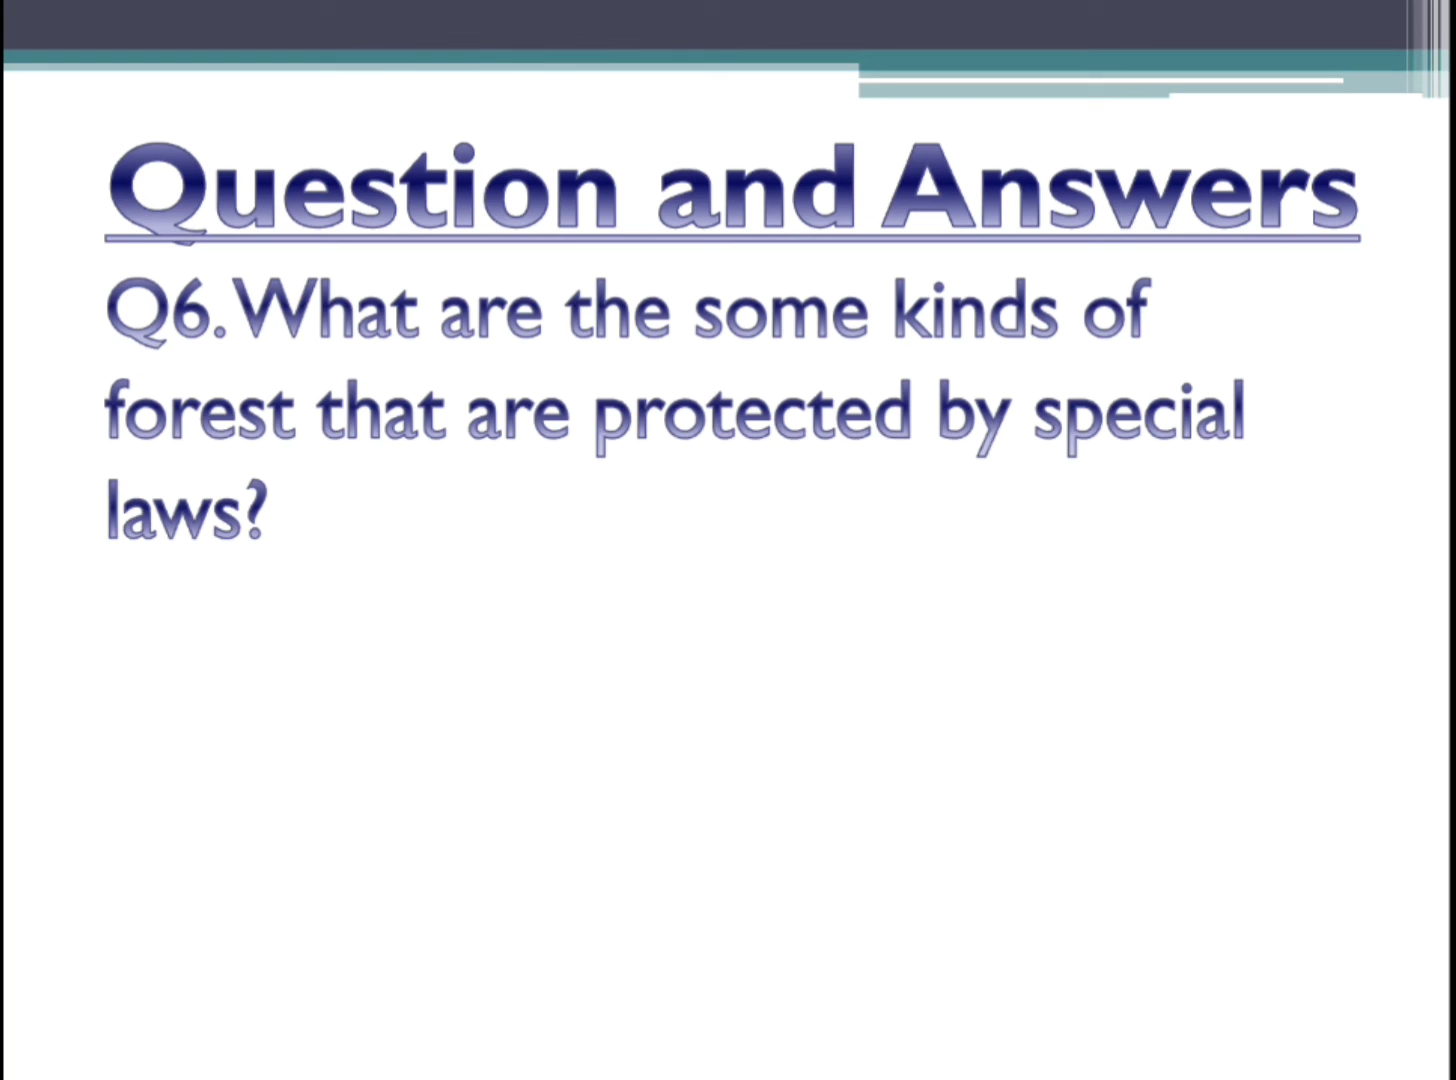 Question and Answers
Q6. What are the some kinds of
forest that are protected by special
laws?